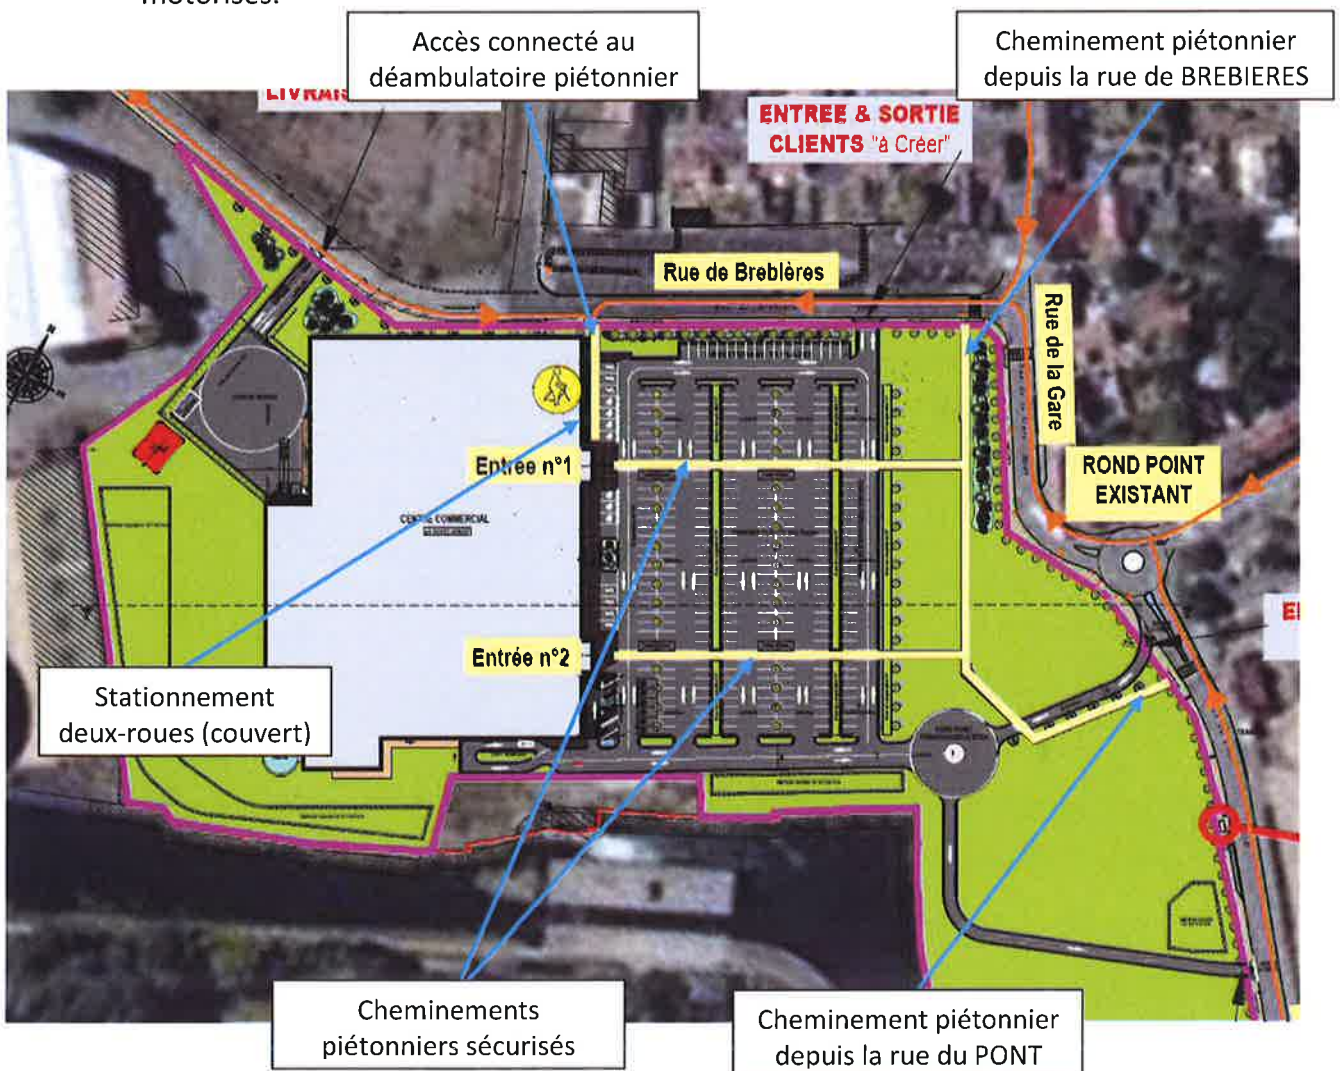 motorisés.
Accès connecté au
déambulatoire piétonnier
Cheminement piétonnier
depuis la rue de BREBIERES
ENTREE & SORTIE
CLIENTS "à Créer"
Rue de Brebières
Rue de la Gare
ROND POINT
EXISTANT
Entrée n°1
CENTRE COMMERCIAL
Entrée n°2
Stationnement
deux-roues (couvert)
Cheminements
piétonniers sécurisés
Cheminement piétonnier
depuis la rue du PONT